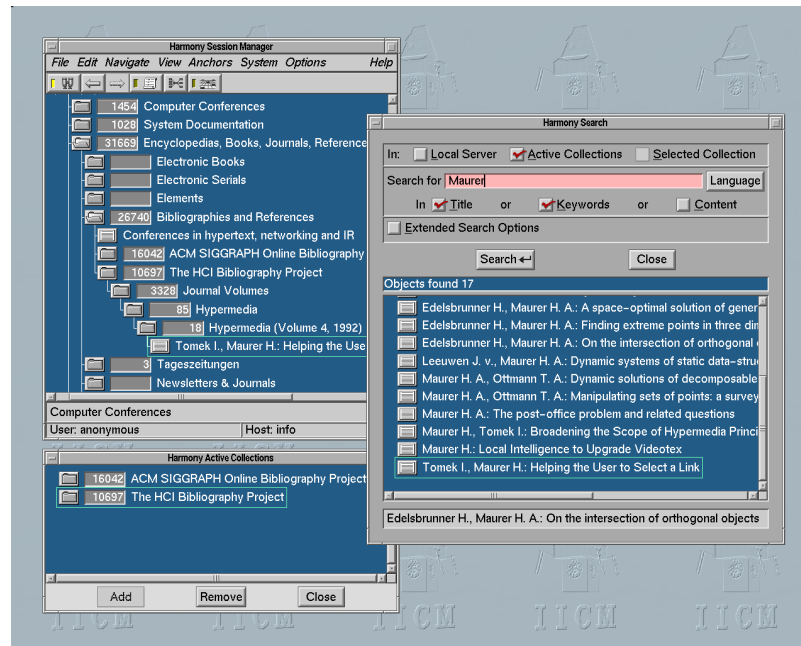 Harmony Session Manager
File Edit Navigate View Anchors System Options Help
1454 Computer Conferences
1028 System Documentation
31669 Encyclopedias, Books, Journals, Reference
Electronic Books
Electronic Serials
Elements
26740 Bibliographies and References
Conferences in hypertext, networking and IR
16042 ACM SIGGRAPH Online Bibliography
10697 The HCI Bibliography Project
3328 Journal Volumes
85 Hypermedia
18 Hypermedia (Volume 4, 1992)
Tomek I., Maurer H.: Helping the Use
3 Tageszeitungen
Newsletters & Journals
Computer Conferences
User: anonymous Host: info
Harmony Active Collections
16042 ACM SIGGRAPH Online Bibliography Project
10697 The HCI Bibliography Project
Add Remove Close
Harmony Search
In: Local Server Active Collections Selected Collection
Search for Maurer Language
In Title or Keywords or Content
Extended Search Options
Search Close
Objects found 17
Edelsbrunner H., Maurer H. A.: A space-optimal solution of gener
Edelsbrunner H., Maurer H. A.: Finding extreme points in three dim
Edelsbrunner H., Maurer H. A.: On the intersection of orthogonal
Leeuwen J. v., Maurer H. A.: Dynamic systems of static data-stru
Maurer H. A., Ottmann T. A.: Dynamic solutions of decomposable
Maurer H. A., Ottmann T. A.: Manipulating sets of points: a survey
Maurer H. A.: The post-office problem and related questions
Maurer H., Tomek I.: Broadening the Scope of Hypermedia Princi
Maurer H.: Local Intelligence to Upgrade Videotex
Tomek I., Maurer H.: Helping the User to Select a Link
Edelsbrunner H., Maurer H. A.: On the intersection of orthogonal objects
IICM IICM IICM IICM IICM